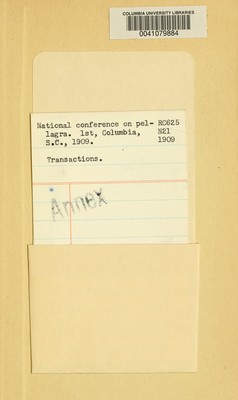 COLUMBIA UNIVERSITY LIBRARIES
0041079884
National conference on pel- RC625
lagra. 1st, Columbia, N21
S.C., 1909. 1909
Transactions.
Annex